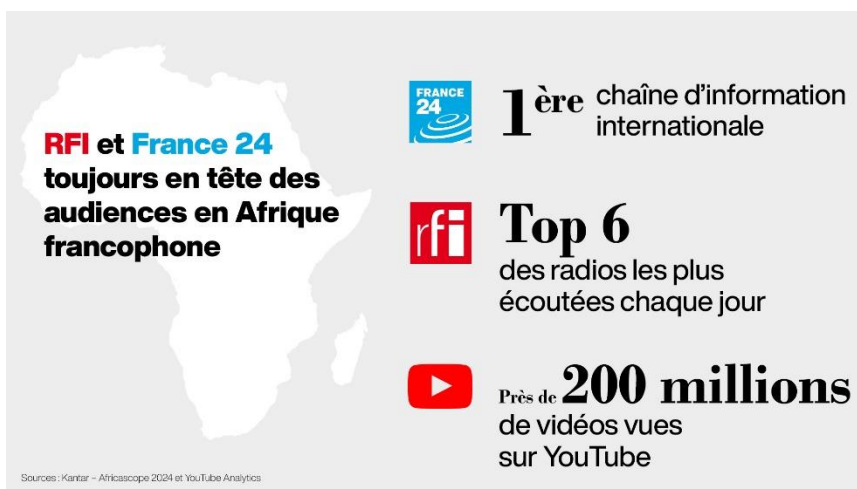 RFI et France 24
toujours en tête des
audiences en Afrique
francophone
FRANCE
24
1ère chaîne d’information
internationale
rfi
Top 6
des radios les plus
écoutées chaque jour
Près de 200 millions
de vidéos vues
sur YouTube
Sources : Kantar – Africascope 2024 et YouTube Analytics